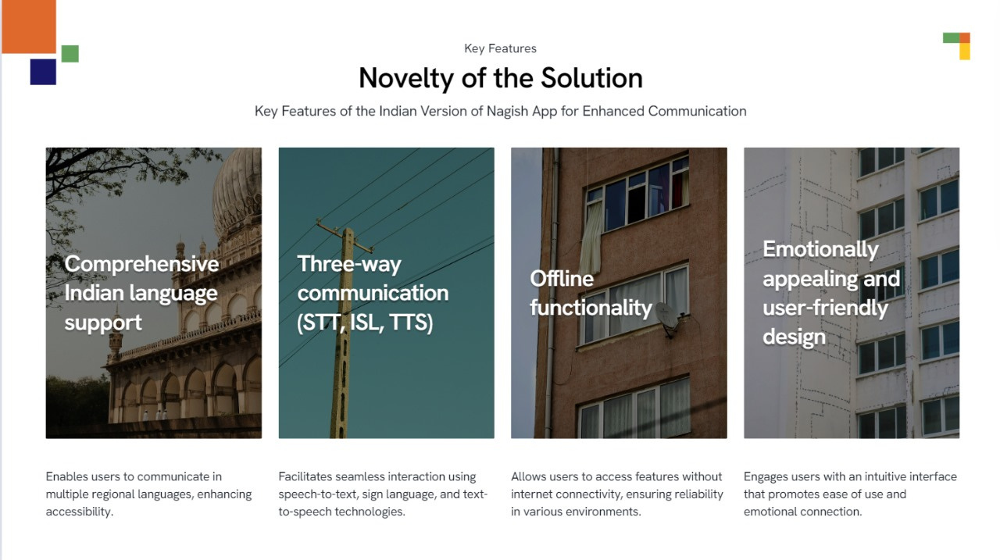 Key Features
Novelty of the Solution
Key Features of the Indian Version of Nagish App for Enhanced Communication
Comprehensive
Indian language
support
Three-way
communication
(STT, ISL, TTS)
Offline
functionality
Emotionally
appealing and
user-friendly
design
Enables users to communicate in
multiple regional languages, enhancing
accessibility.
Facilitates seamless interaction using
speech-to-text, sign language, and text-
to-speech technologies.
Allows users to access features without
internet connectivity, ensuring reliability
in various environments.
Engages users with an intuitive interface
that promotes ease of use and
emotional connection.